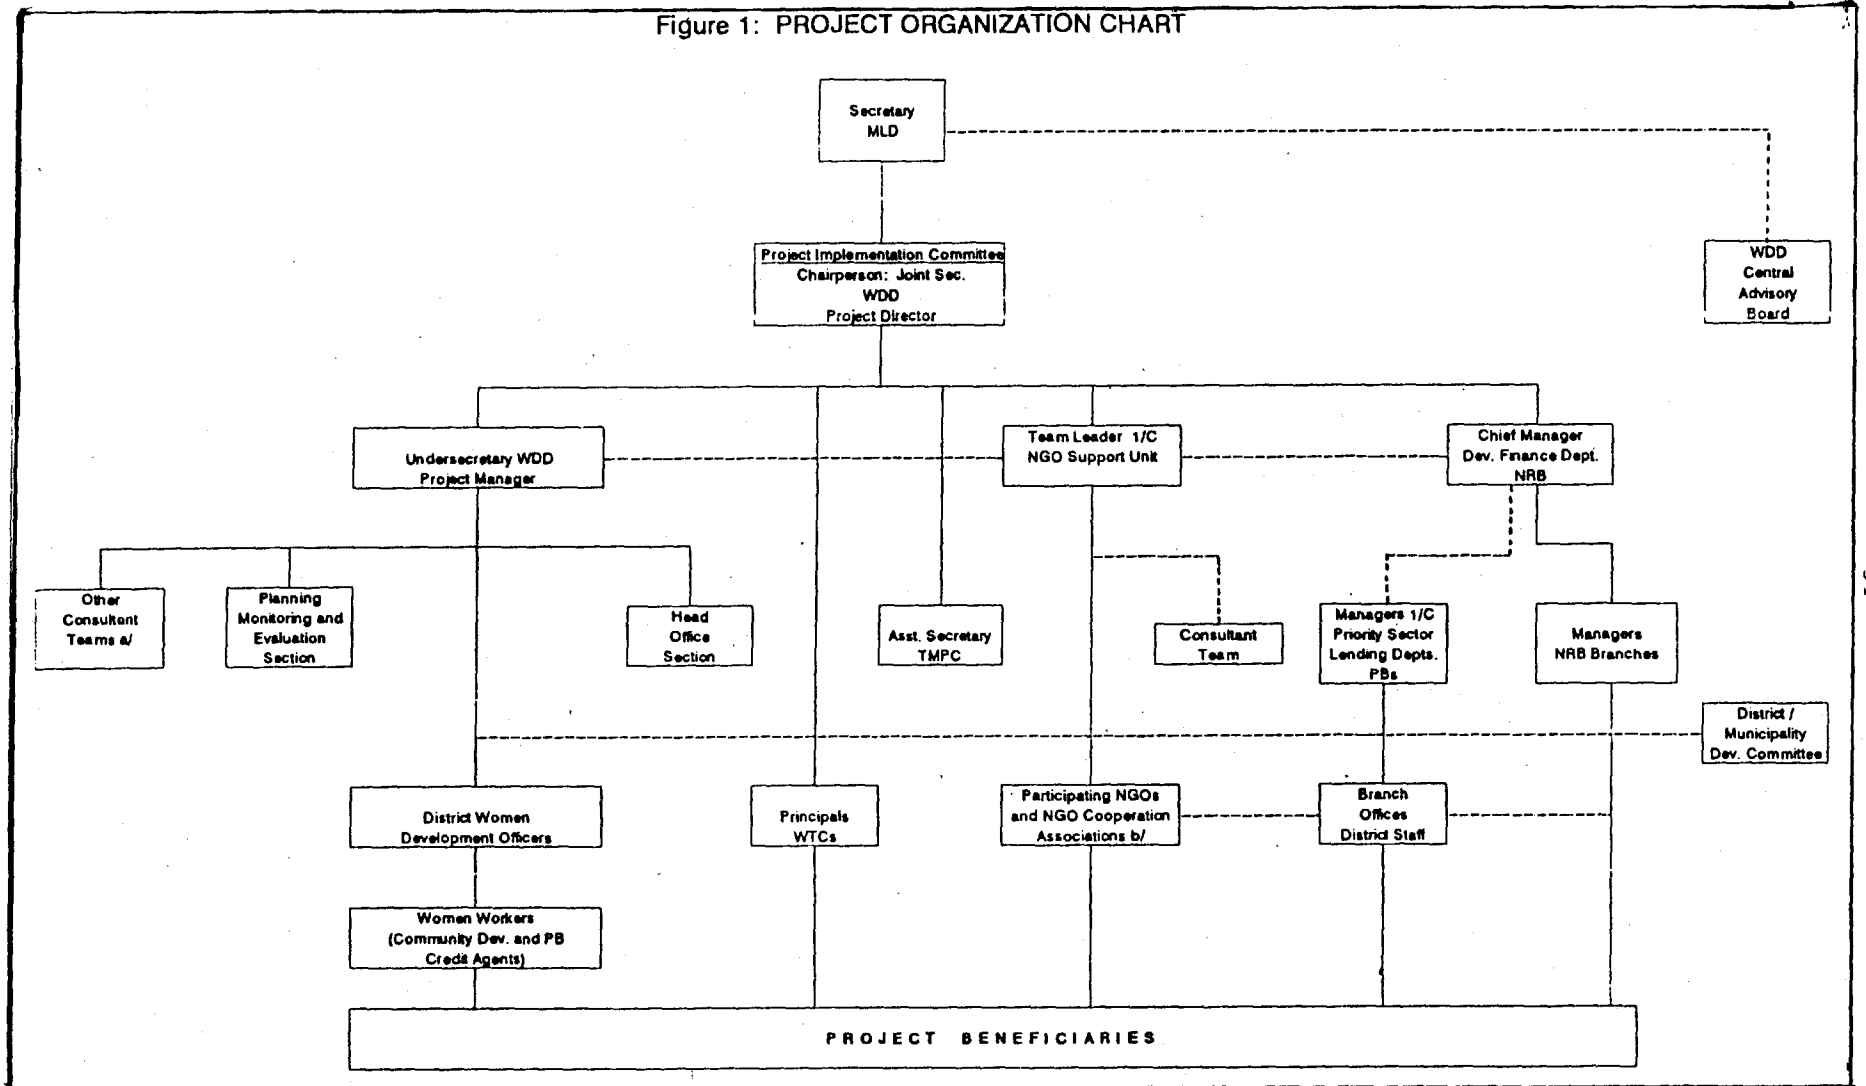 Figure 1: PROJECT ORGANIZATION CHART
Secretary
MLD
Project Implementation Committee
Chairperson: Joint Sec.
WDD
Project Director
WDD
Central
Advisory
Board
Undersecretary WDD
Project Manager
Team Leader 1/C
NGO Support Unit
Chief Manager
Dev. Finance Dept.
NRB
Other
Consultant
Teams a/
Planning
Monitoring and
Evaluation
Section
Head
Office
Section
Asst. Secretary
TMPC
Consultant
Team
Managers 1/C
Priority Sector
Lending Depts.
PBs
Managers
NRB Branches
District /
Municipality
Dev. Committee
District Women
Development Officers
Principals
WTCs
Participating NGOs
and NGO Cooperation
Associations b/
Branch
Offices
District Staff
Women Workers
(Community Dev. and PB
Credit Agents)
PROJECT BENEFICIARIES